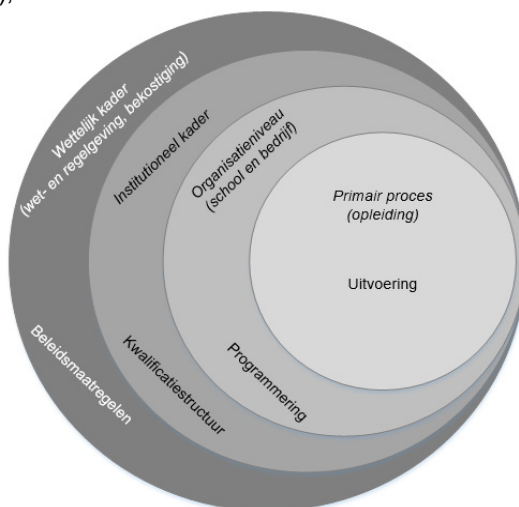 ),
Wettelijk kader
(wet- en regelgeving, bekostiging)
Institutioneel kader
Organisatieniveau
(school en bedrijf)
Primair proces
(opleiding)
Uitvoering
Programmering
Kwalificatiestructuur
Beleidsmaatregelen